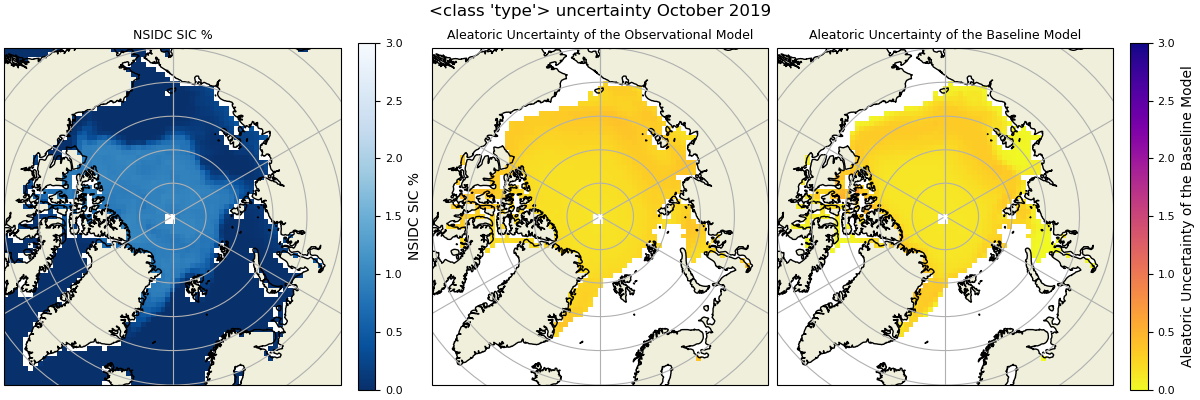 <class 'type'> uncertainty October 2019
NSIDC SIC %
Aleatoric Uncertainty of the Observational Model
Aleatoric Uncertainty of the Baseline Model
3.0
2.5
2.0
1.5
1.0
0.5
0.0
NSIDC SIC %
3.0
2.5
2.0
1.5
1.0
0.5
0.0
Aleatoric Uncertainty of the Baseline Model